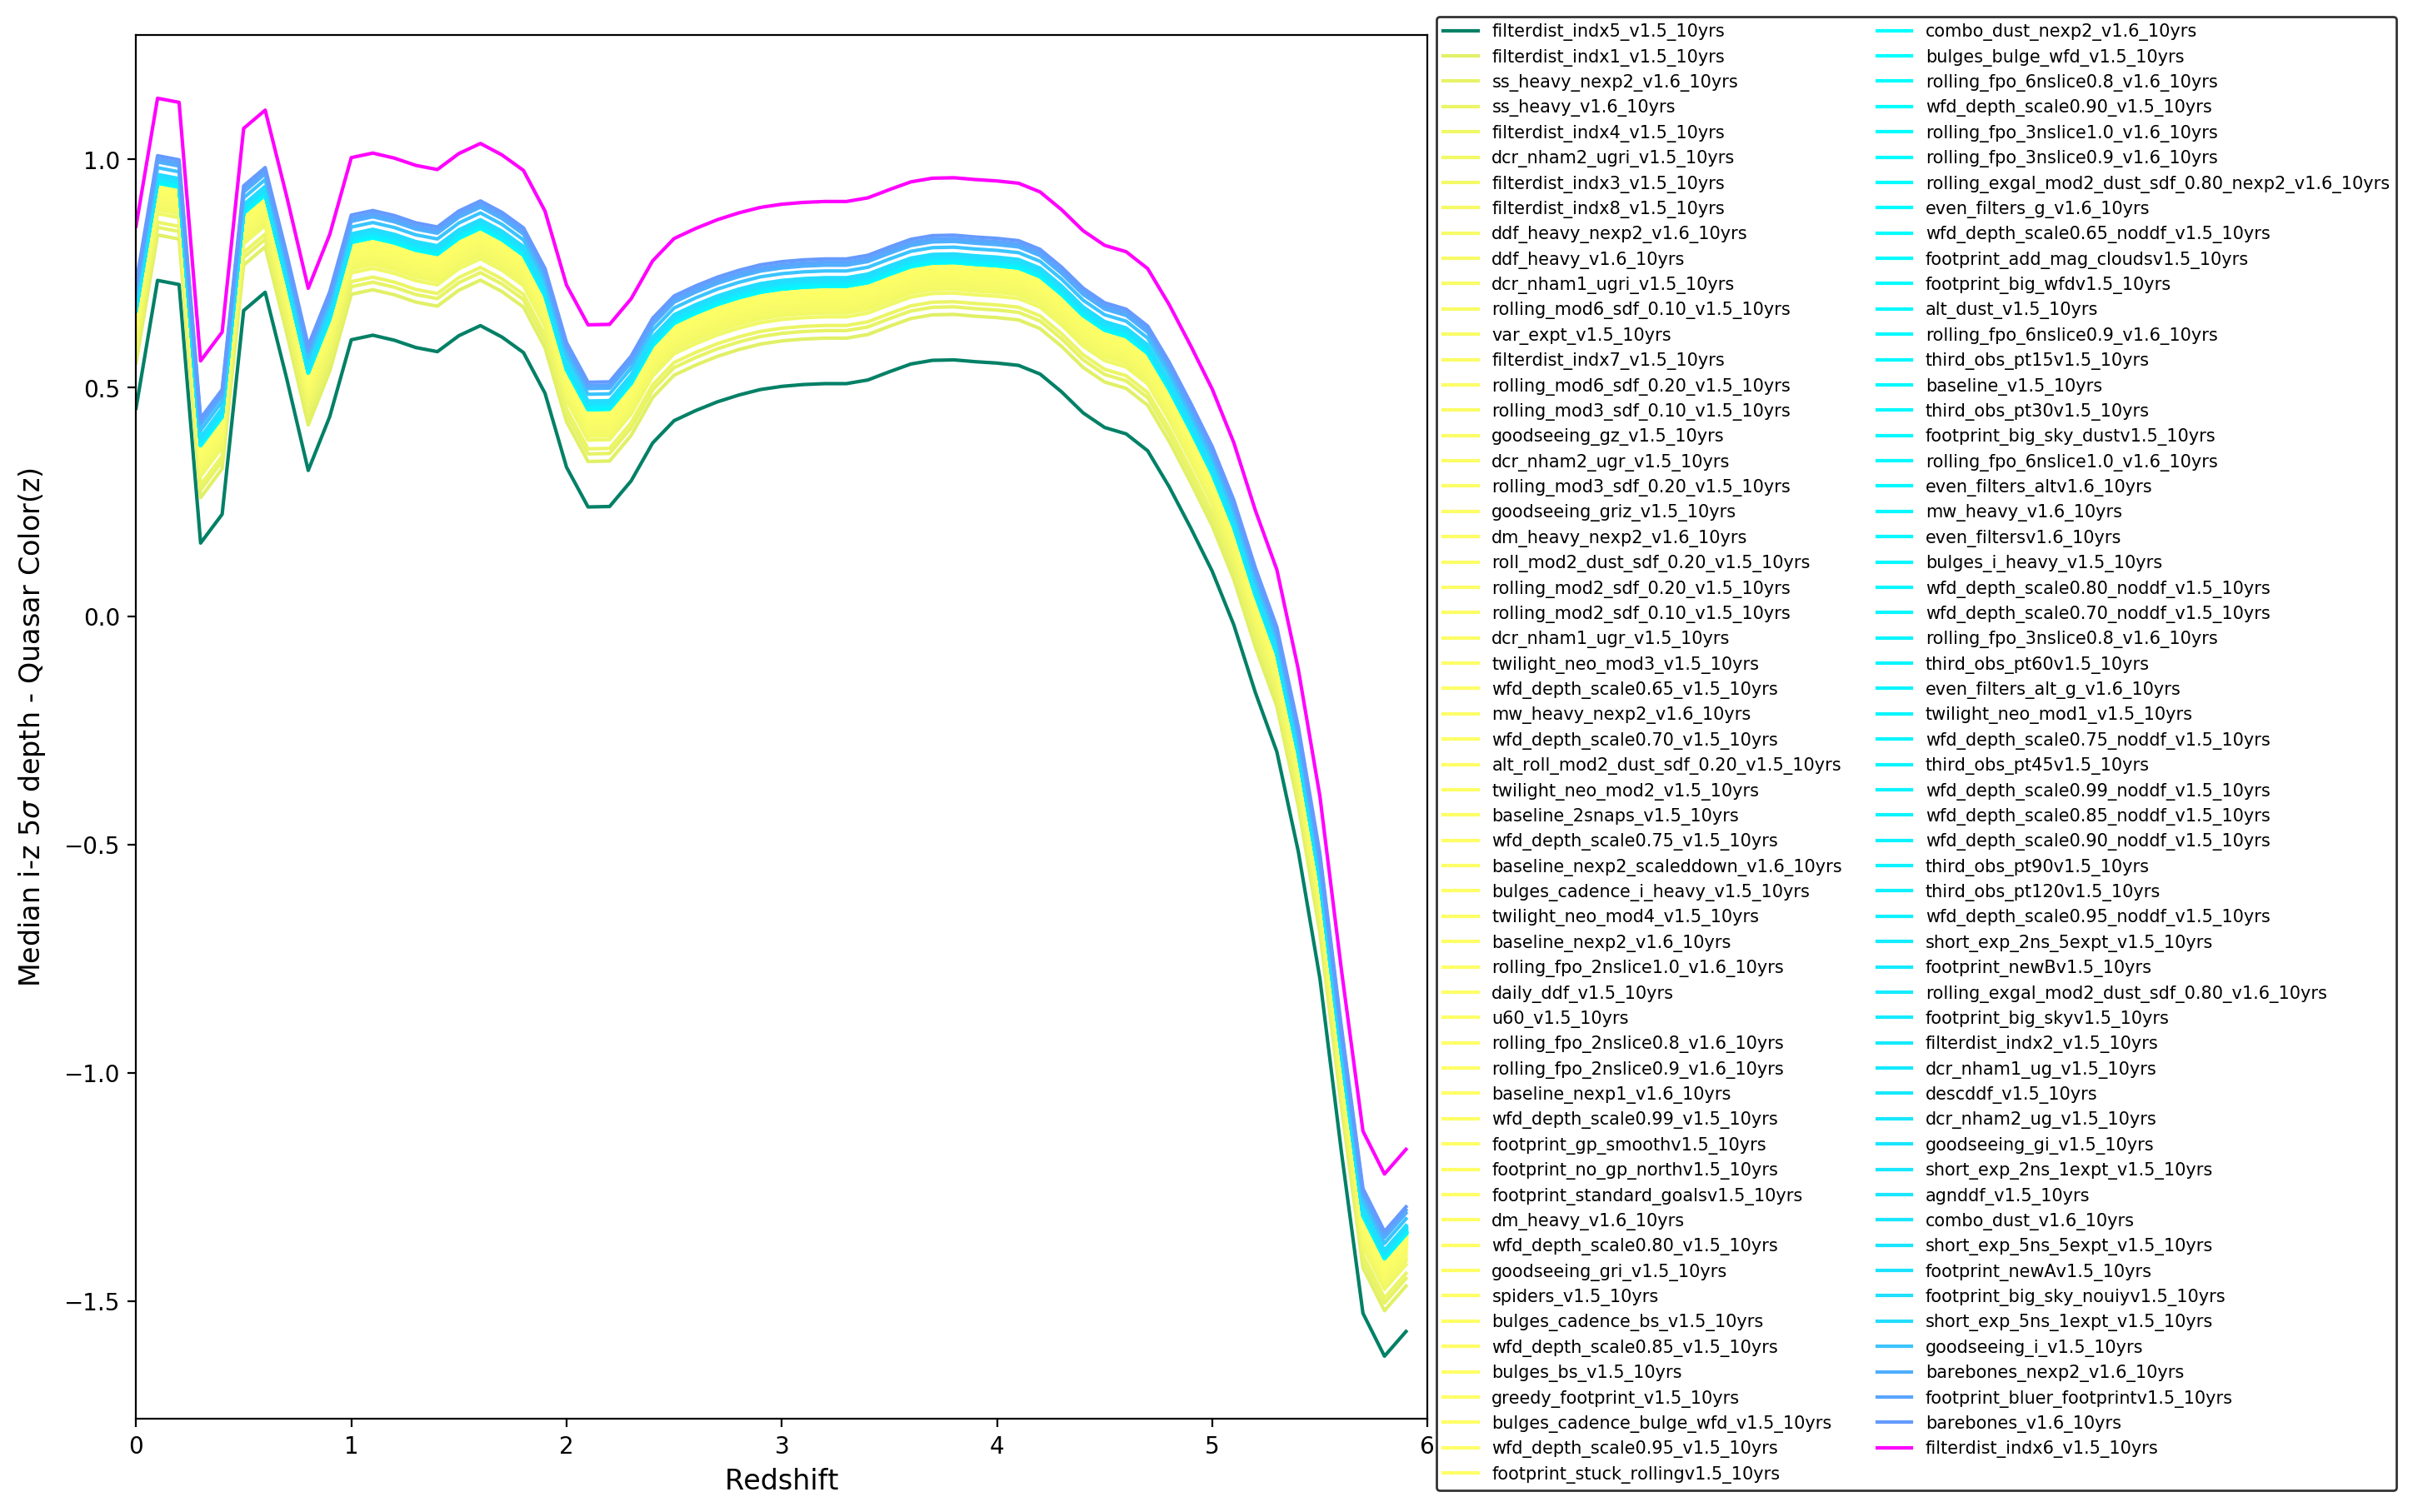 1.0
0.5
0.0
−0.5
−1.0
−1.5
Median i-z 5σ depth - Quasar Color(z)
0 1 2 3 4 5 6
Redshift
filterdist_indx5_v1.5_10yrs
filterdist_indx1_v1.5_10yrs
ss_heavy_nexp2_v1.6_10yrs
ss_heavy_v1.6_10yrs
filterdist_indx4_v1.5_10yrs
dcr_nham2_ugri_v1.5_10yrs
filterdist_indx3_v1.5_10yrs
filterdist_indx8_v1.5_10yrs
ddf_heavy_nexp2_v1.6_10yrs
ddf_heavy_v1.6_10yrs
dcr_nham1_ugri_v1.5_10yrs
rolling_mod6_sdf_0.10_v1.5_10yrs
var_expt_v1.5_10yrs
filterdist_indx7_v1.5_10yrs
rolling_mod6_sdf_0.20_v1.5_10yrs
rolling_mod3_sdf_0.10_v1.5_10yrs
goodseeing_gz_v1.5_10yrs
dcr_nham2_ugr_v1.5_10yrs
rolling_mod3_sdf_0.20_v1.5_10yrs
goodseeing_griz_v1.5_10yrs
dm_heavy_nexp2_v1.6_10yrs
roll_mod2_dust_sdf_0.20_v1.5_10yrs
rolling_mod2_sdf_0.20_v1.5_10yrs
rolling_mod2_sdf_0.10_v1.5_10yrs
dcr_nham1_ugr_v1.5_10yrs
twilight_neo_mod3_v1.5_10yrs
wfd_depth_scale0.65_v1.5_10yrs
mw_heavy_nexp2_v1.6_10yrs
wfd_depth_scale0.70_v1.5_10yrs
alt_roll_mod2_dust_sdf_0.20_v1.5_10yrs
twilight_neo_mod2_v1.5_10yrs
baseline_2snaps_v1.5_10yrs
wfd_depth_scale0.75_v1.5_10yrs
baseline_nexp2_scaleddown_v1.6_10yrs
bulges_cadence_i_heavy_v1.5_10yrs
twilight_neo_mod4_v1.5_10yrs
baseline_nexp2_v1.6_10yrs
rolling_fpo_2nslice1.0_v1.6_10yrs
daily_ddf_v1.5_10yrs
u60_v1.5_10yrs
rolling_fpo_2nslice0.8_v1.6_10yrs
rolling_fpo_2nslice0.9_v1.6_10yrs
baseline_nexp1_v1.6_10yrs
wfd_depth_scale0.99_v1.5_10yrs
footprint_gp_smoothv1.5_10yrs
footprint_no_gp_northv1.5_10yrs
footprint_standard_goalsv1.5_10yrs
dm_heavy_v1.6_10yrs
wfd_depth_scale0.80_v1.5_10yrs
goodseeing_gri_v1.5_10yrs
spiders_v1.5_10yrs
bulges_cadence_bs_v1.5_10yrs
wfd_depth_scale0.85_v1.5_10yrs
bulges_bs_v1.5_10yrs
greedy_footprint_v1.5_10yrs
bulges_cadence_bulge_wfd_v1.5_10yrs
wfd_depth_scale0.95_v1.5_10yrs
footprint_stuck_rollingv1.5_10yrs
combo_dust_nexp2_v1.6_10yrs
bulges_bulge_wfd_v1.5_10yrs
rolling_fpo_6nslice0.8_v1.6_10yrs
wfd_depth_scale0.90_v1.5_10yrs
rolling_fpo_3nslice1.0_v1.6_10yrs
rolling_fpo_3nslice0.9_v1.6_10yrs
rolling_exgal_mod2_dust_sdf_0.80_nexp2_v1.6_10yrs
even_filters_g_v1.6_10yrs
wfd_depth_scale0.65_noddf_v1.5_10yrs
footprint_add_mag_cloudsv1.5_10yrs
footprint_big_wfdv1.5_10yrs
alt_dust_v1.5_10yrs
rolling_fpo_6nslice0.9_v1.6_10yrs
third_obs_pt15v1.5_10yrs
baseline_v1.5_10yrs
third_obs_pt30v1.5_10yrs
footprint_big_sky_dustv1.5_10yrs
rolling_fpo_6nslice1.0_v1.6_10yrs
even_filters_altv1.6_10yrs
mw_heavy_v1.6_10yrs
even_filtersv1.6_10yrs
bulges_i_heavy_v1.5_10yrs
wfd_depth_scale0.80_noddf_v1.5_10yrs
wfd_depth_scale0.70_noddf_v1.5_10yrs
rolling_fpo_3nslice0.8_v1.6_10yrs
third_obs_pt60v1.5_10yrs
even_filters_alt_g_v1.6_10yrs
twilight_neo_mod1_v1.5_10yrs
wfd_depth_scale0.75_noddf_v1.5_10yrs
third_obs_pt45v1.5_10yrs
wfd_depth_scale0.99_noddf_v1.5_10yrs
wfd_depth_scale0.85_noddf_v1.5_10yrs
wfd_depth_scale0.90_noddf_v1.5_10yrs
third_obs_pt90v1.5_10yrs
third_obs_pt120v1.5_10yrs
wfd_depth_scale0.95_noddf_v1.5_10yrs
short_exp_2ns_5expt_v1.5_10yrs
footprint_newBv1.5_10yrs
rolling_exgal_mod2_dust_sdf_0.80_v1.6_10yrs
footprint_big_skyv1.5_10yrs
filterdist_indx2_v1.5_10yrs
dcr_nham1_ug_v1.5_10yrs
descddf_v1.5_10yrs
dcr_nham2_ug_v1.5_10yrs
goodseeing_gi_v1.5_10yrs
short_exp_2ns_1expt_v1.5_10yrs
agnddf_v1.5_10yrs
combo_dust_v1.6_10yrs
short_exp_5ns_5expt_v1.5_10yrs
footprint_newAv1.5_10yrs
footprint_big_sky_nouiyv1.5_10yrs
short_exp_5ns_1expt_v1.5_10yrs
goodseeing_i_v1.5_10yrs
barebones_nexp2_v1.6_10yrs
footprint_bluer_footprintv1.5_10yrs
barebones_v1.6_10yrs
filterdist_indx6_v1.5_10yrs